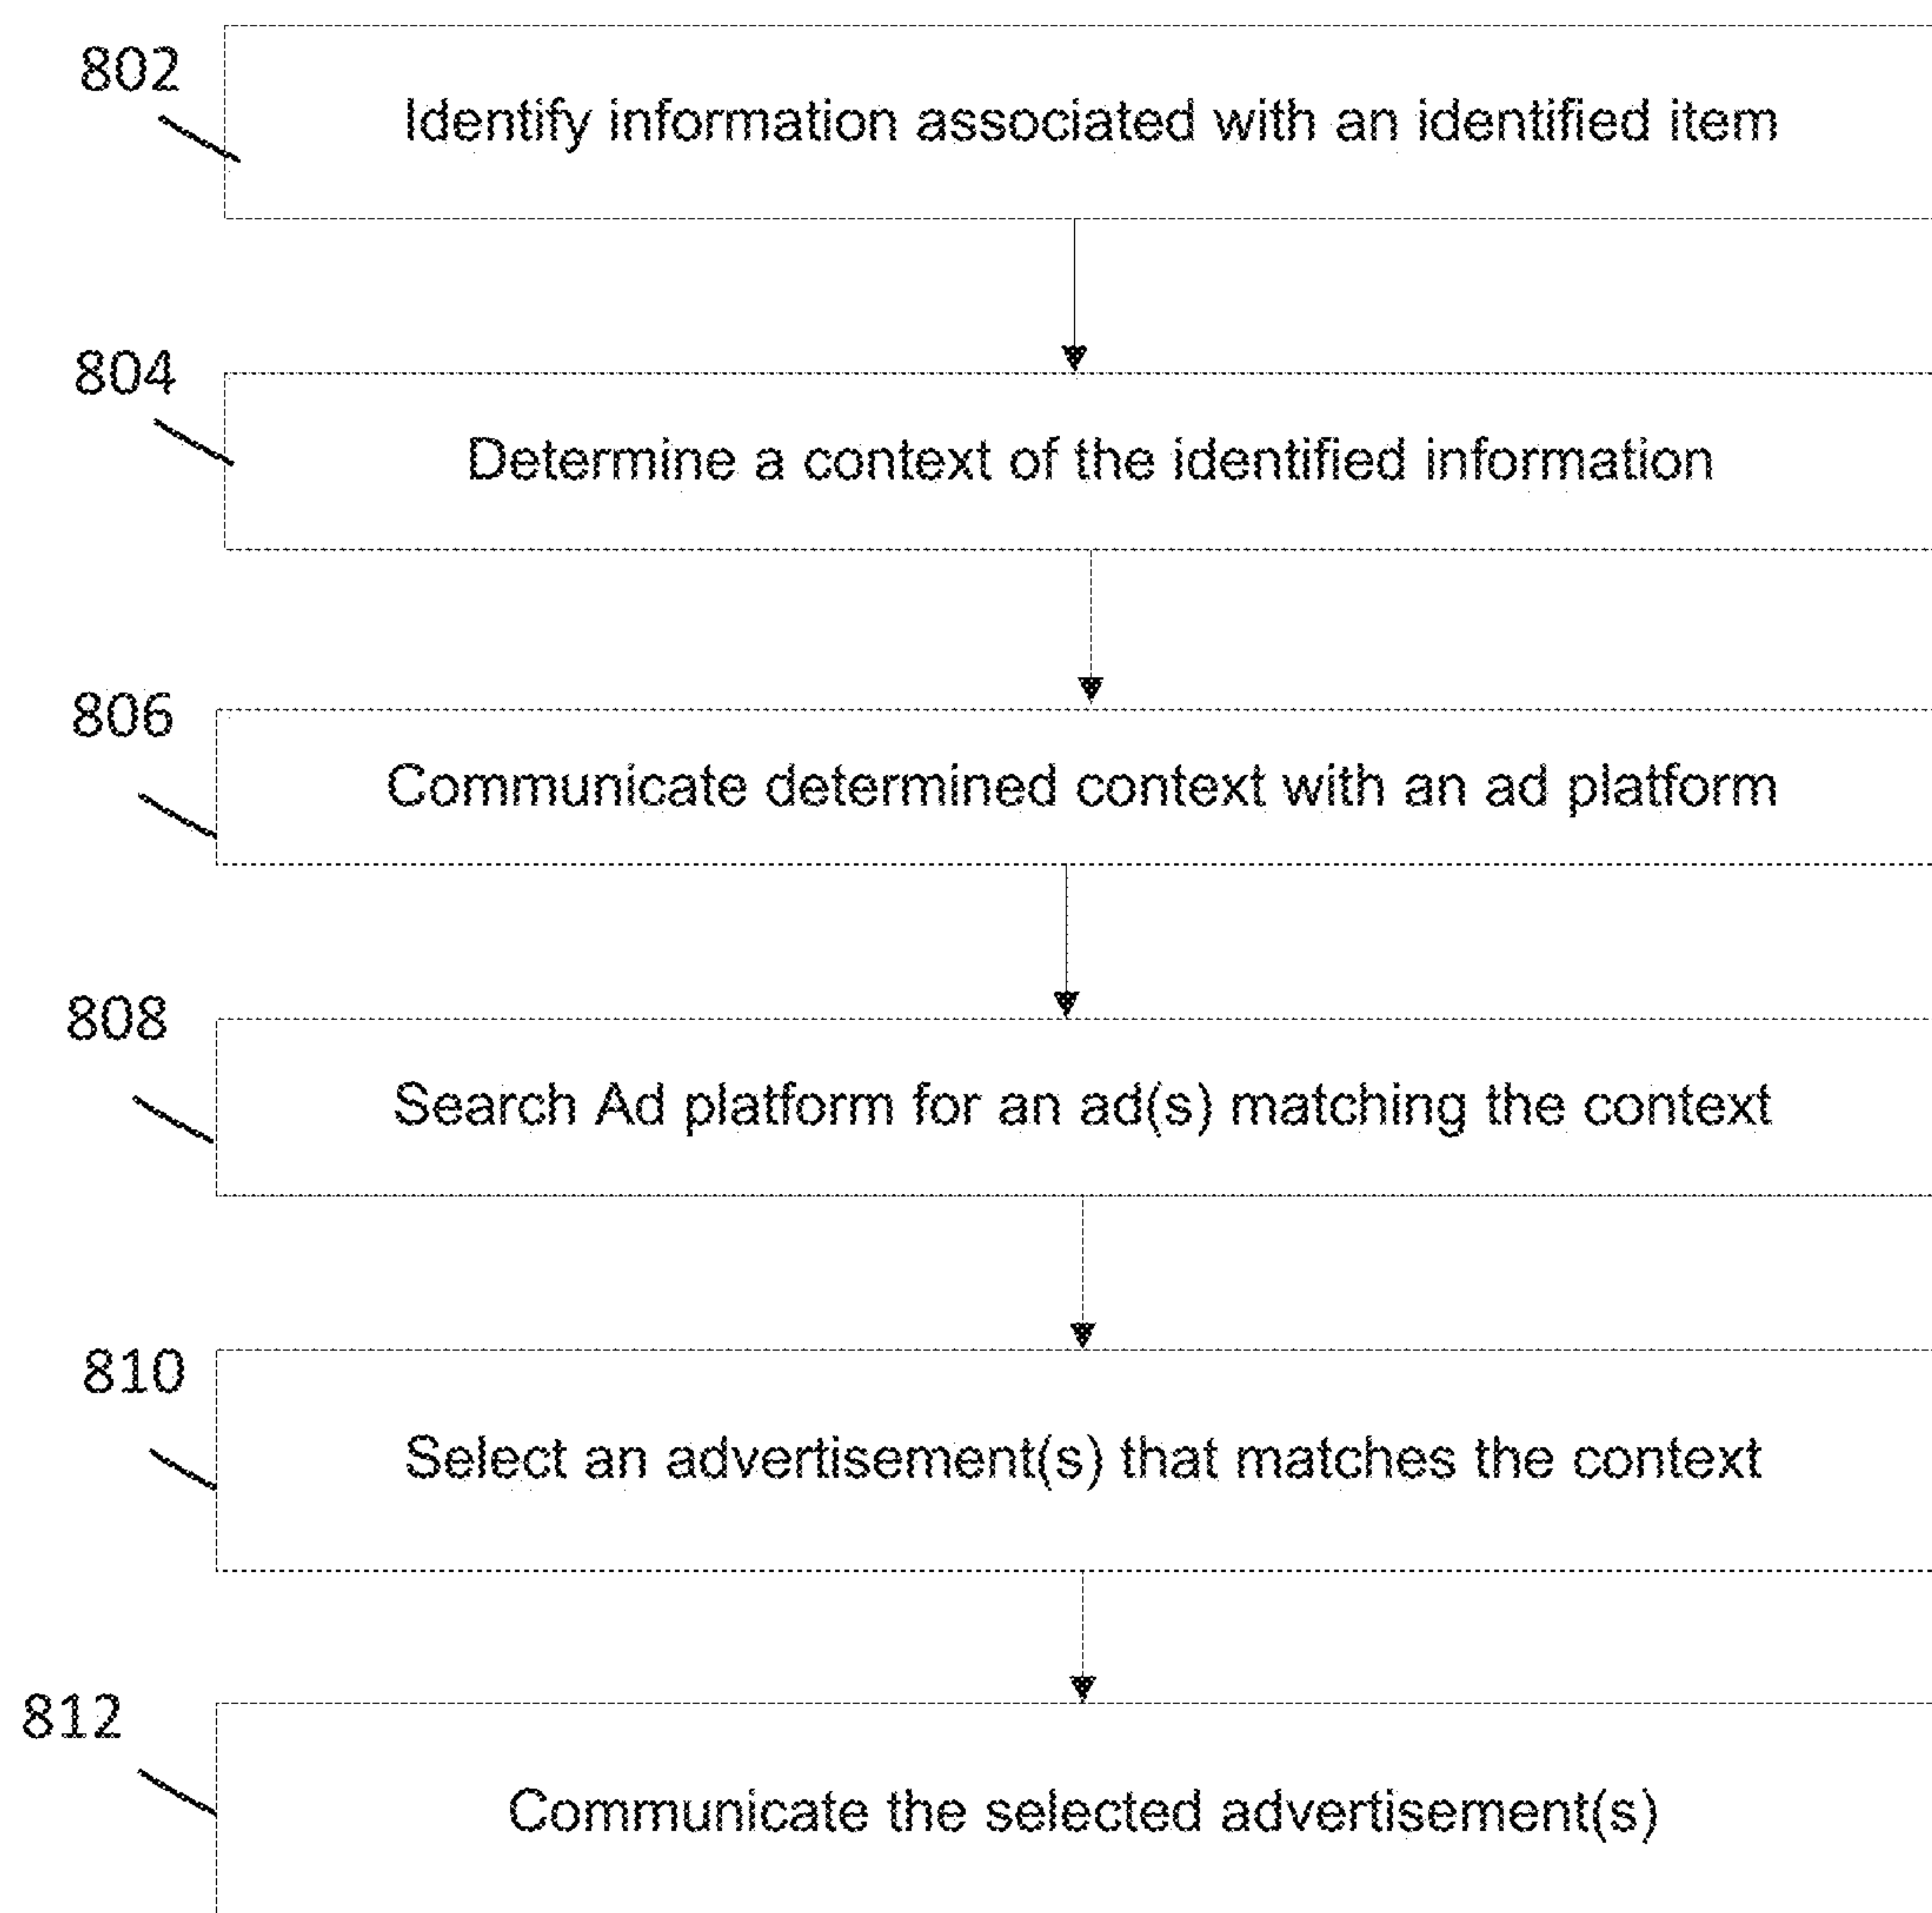 802
Identify information associated with an identified item
804
Determine a context of the identified information
806
Communicate determined context with an ad platform
808
Search Ad platform for an ad(s) matching the context
810
Select an advertisement(s) that matches the context
812
Communicate the selected advertisement(s)